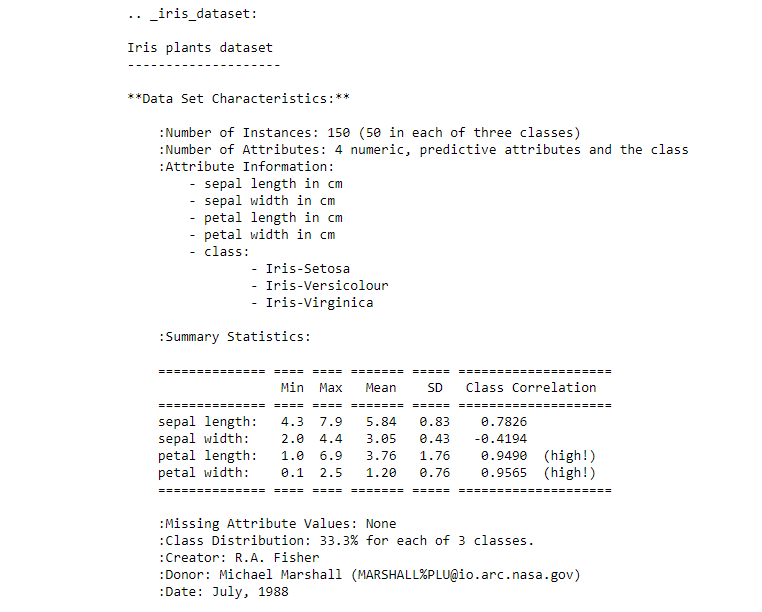 .. _iris_dataset:

Iris plants dataset
--------------------

**Data Set Characteristics:**

    :Number of Instances: 150 (50 in each of three classes)
    :Number of Attributes: 4 numeric, predictive attributes and the class
    :Attribute Information:
        - sepal length in cm
        - sepal width in cm
        - petal length in cm
        - petal width in cm
        - class:
                - Iris-Setosa
                - Iris-Versicolour
                - Iris-Virginica

    :Summary Statistics:

    ============== ==== ==== ======= ===== ====================
                    Min  Max   Mean    SD   Class Correlation
    ============== ==== ==== ======= ===== ====================
    sepal length:   4.3  7.9   5.84   0.83    0.7826
    sepal width:    2.0  4.4   3.05   0.43   -0.4194
    petal length:   1.0  6.9   3.76   1.76    0.9490  (high!)
    petal width:    0.1  2.5   1.20   0.76    0.9565  (high!)
    ============== ==== ==== ======= ===== ====================

    :Missing Attribute Values: None
    :Class Distribution: 33.3% for each of 3 classes.
    :Creator: R.A. Fisher
    :Donor: Michael Marshall (MARSHALL%PLU@io.arc.nasa.gov)
    :Date: July, 1988